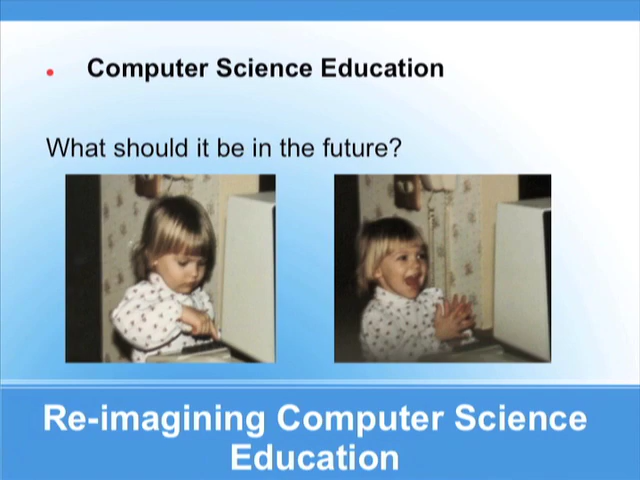 Computer Science Education
What should it be in the future?
Re-imagining Computer Science
Education